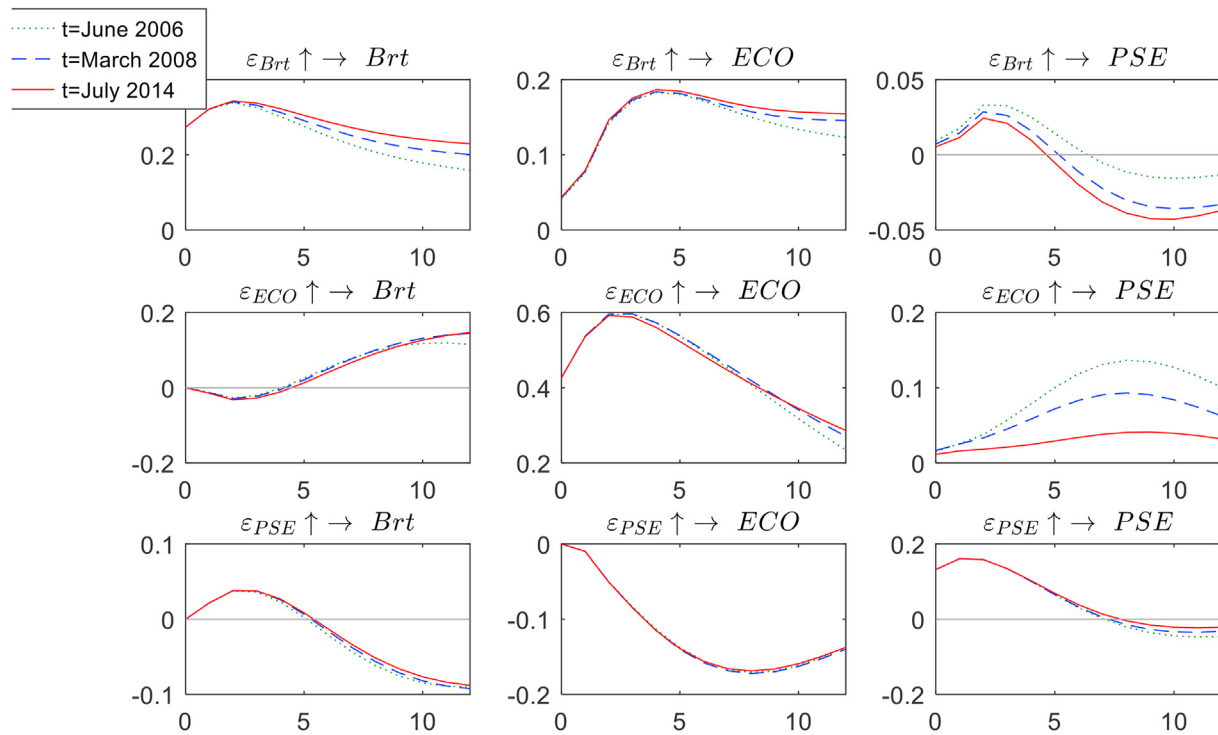 t=June 2006
t=March 2008
t=July 2014
ε_Brt ↑ → Brt
ε_Brt ↑ → ECO
ε_Brt ↑ → PSE
0.2
0
0 5 10
0.2
0.1
0
0 5 10
0.05
0
-0.05
0 5 10
ε_ECO ↑ → Brt
ε_ECO ↑ → ECO
ε_ECO ↑ → PSE
0.2
0
-0.2
0 5 10
0.6
0.4
0.2
0 5 10
0.2
0.1
0
0 5 10
ε_PSE ↑ → Brt
ε_PSE ↑ → ECO
ε_PSE ↑ → PSE
0.1
0
-0.1
0 5 10
0
-0.1
-0.2
0 5 10
0.2
0
-0.2
0 5 10